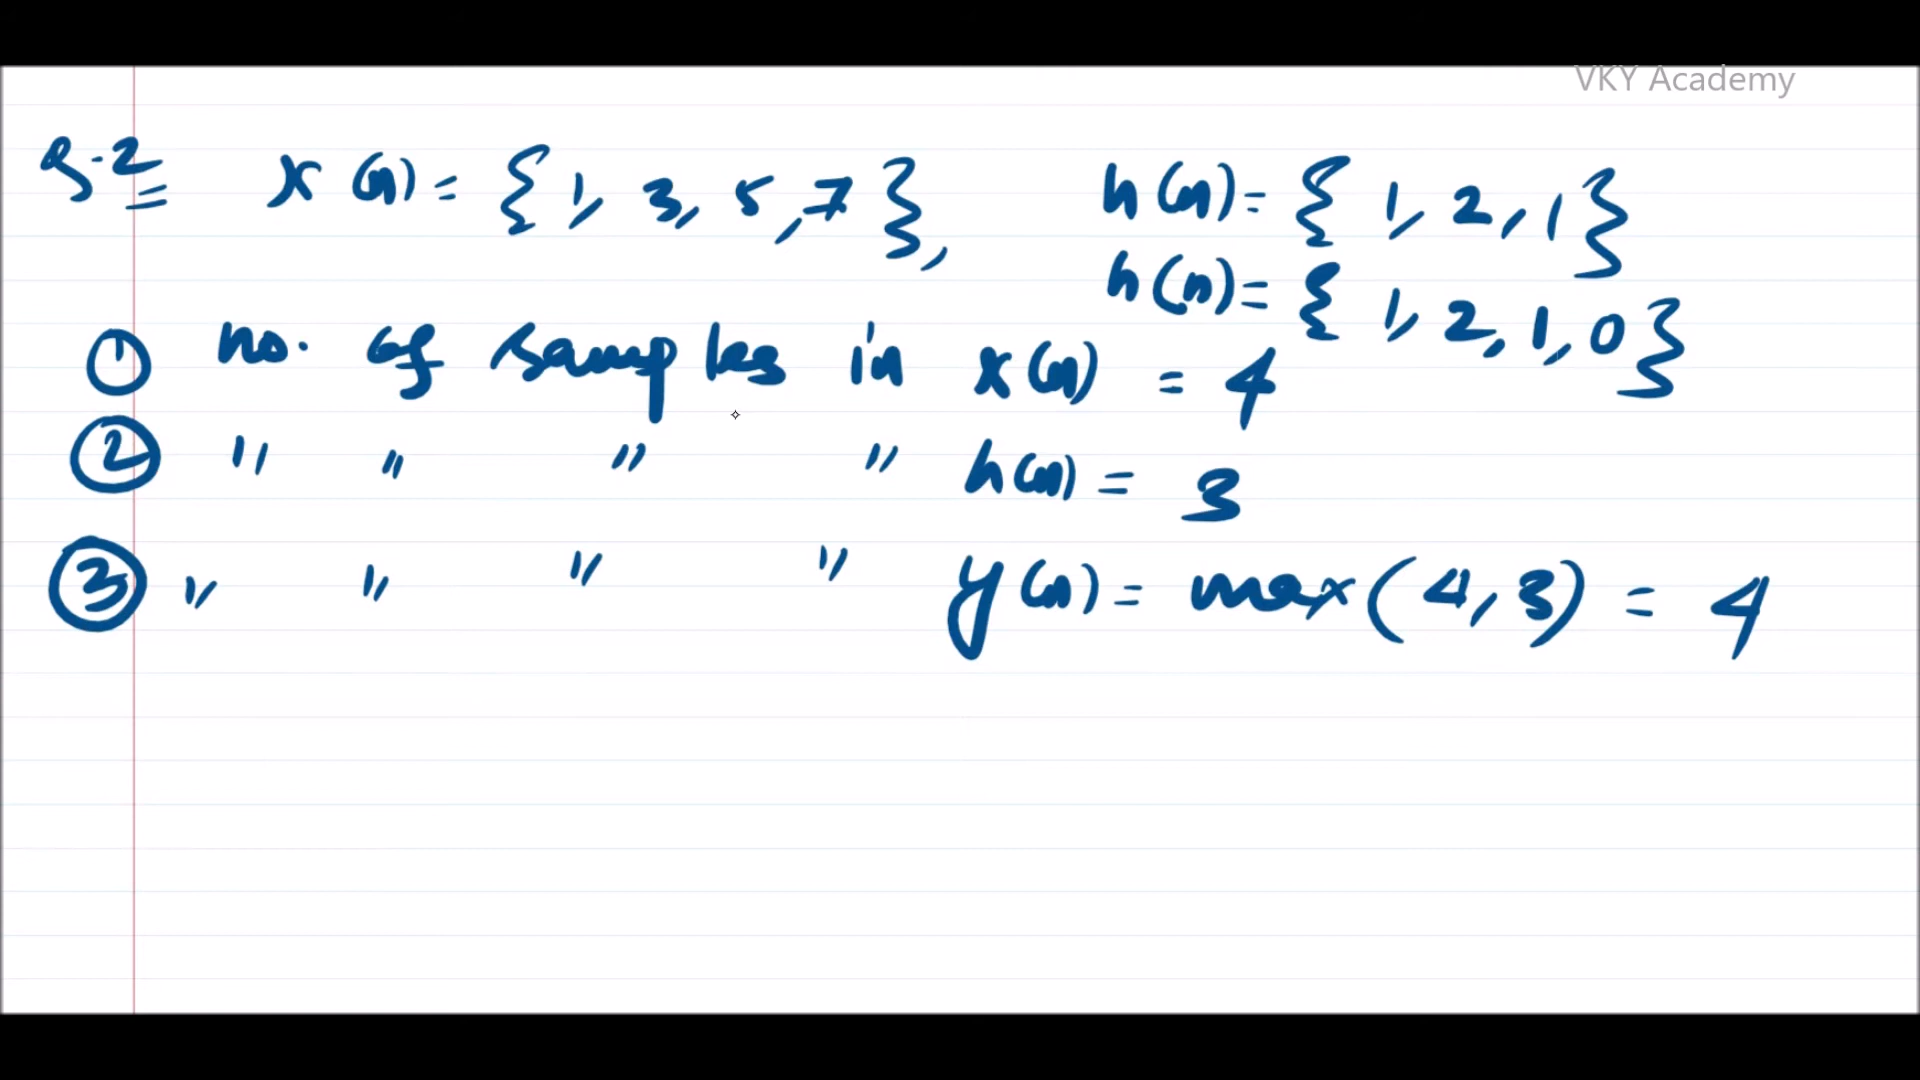 VKY Academy
Q.2 x(n) = {1, 3, 5, 7}, h(n) = {1, 2, 1}
h(n) = {1, 2, 1, 0}
① no. of samples in x(n) = 4
② " " " " h(n) = 3
③ " " " " y(n) = max(4, 3) = 4